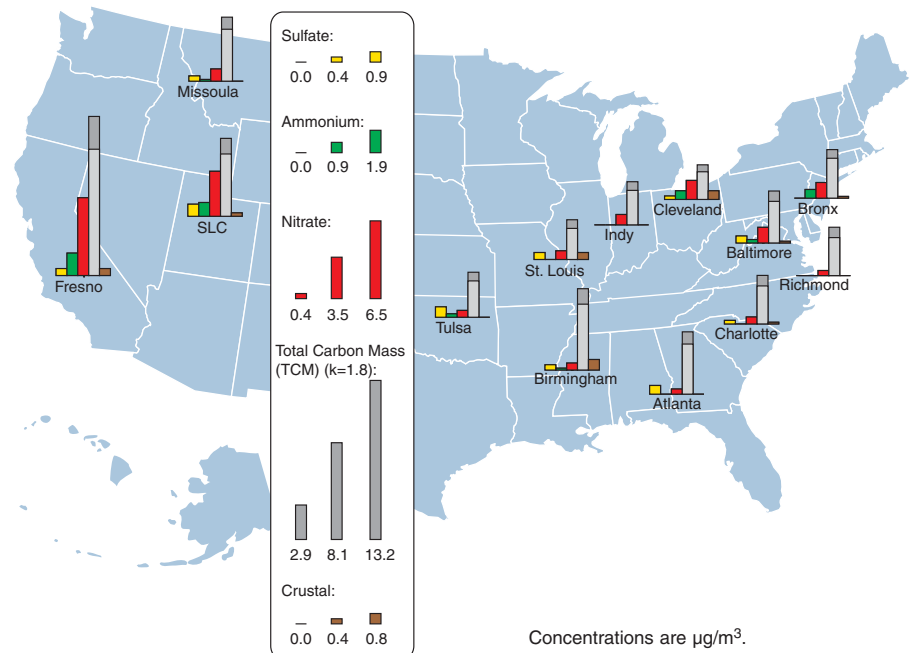 Sulfate:
0.0 0.4 0.9
Ammonium:
0.0 0.9 1.9
Nitrate:
0.4 3.5 6.5
Total Carbon Mass
(TCM) (k=1.8):
2.9 8.1 13.2
Crustal:
0.0 0.4 0.8
Missoula
SLC
Fresno
Tulsa
St. Louis
Indy
Cleveland
Bronx
Baltimore
Richmond
Charlotte
Birmingham
Atlanta
Concentrations are µg/m³.